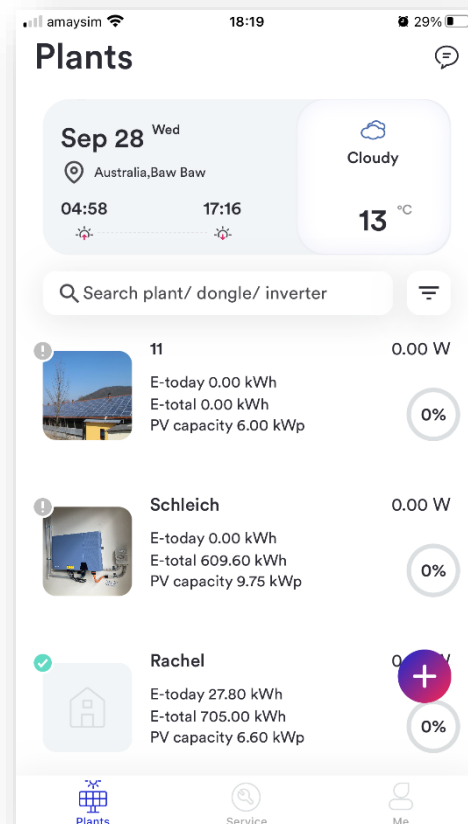 amaysim 18:19 29%
Plants
Sep 28 Wed
Australia,Baw Baw
04:58 17:16
Cloudy
13 °C
Search plant/ dongle/ inverter
11 0.00 W
E-today 0.00 kWh
E-total 0.00 kWh
PV capacity 6.00 kWp
0%
Schleich 0.00 W
E-today 0.00 kWh
E-total 609.60 kWh
PV capacity 9.75 kWp
0%
Rachel
E-today 27.80 kWh
E-total 705.00 kWh
PV capacity 6.60 kWp
0%
Plants Service Me